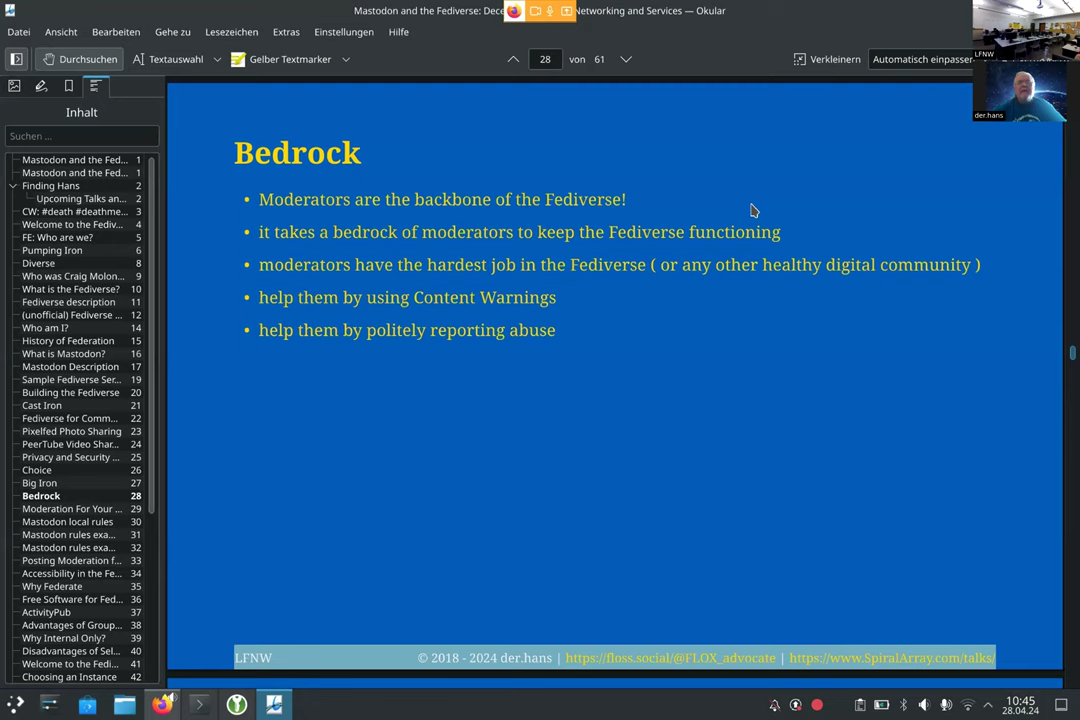 Mastodon and the Fediverse: Dece
Networking and Services — Okular
Datei
Ansicht
Bearbeiten
Gehe zu
Lesezeichen
Extras
Einstellungen
Hilfe
Durchsuchen
Textauswahl
Gelber Textmarker
28
von
61
Verkleinern
Automatisch einpassen
LFNW
der.hans
Inhalt
Suchen ...
Mastodon and the Fed... 1
Mastodon and the Fed... 1
Finding Hans 2
Upcoming Talks an... 2
CW: #death #deathme... 3
Welcome to the Fediv... 4
FE: Who are we? 5
Pumping Iron 6
Diverse 8
Who was Craig Molon... 9
What is the Fediverse? 10
Fediverse description 11
(unofficial) Fediverse ... 12
Who am I? 14
History of Federation 15
What is Mastodon? 16
Mastodon Description 17
Sample Fediverse Ser... 19
Building the Fediverse 20
Cast Iron 21
Fediverse for Comm... 22
Pixelfed Photo Sharing 23
PeerTube Video Shar... 24
Privacy and Security ... 25
Choice 26
Big Iron 27
Bedrock 28
Moderation For Your ... 29
Mastodon local rules 30
Mastodon rules exa... 31
Mastodon rules exa... 32
Posting Moderation f... 33
Accessibility in the Fe... 34
Why Federate 35
Free Software for Fed... 36
ActivityPub 37
Advantages of Group... 38
Why Internal Only? 39
Disadvantages of Sel... 40
Welcome to the Fedi... 41
Choosing an Instance 42
Bedrock
• Moderators are the backbone of the Fediverse!
• it takes a bedrock of moderators to keep the Fediverse functioning
• moderators have the hardest job in the Fediverse ( or any other healthy digital community )
• help them by using Content Warnings
• help them by politely reporting abuse
LFNW
© 2018 - 2024 der.hans | https://floss.social/@FLOX_advocate | https://www.SpiralArray.com/talks/
10:45
28.04.24